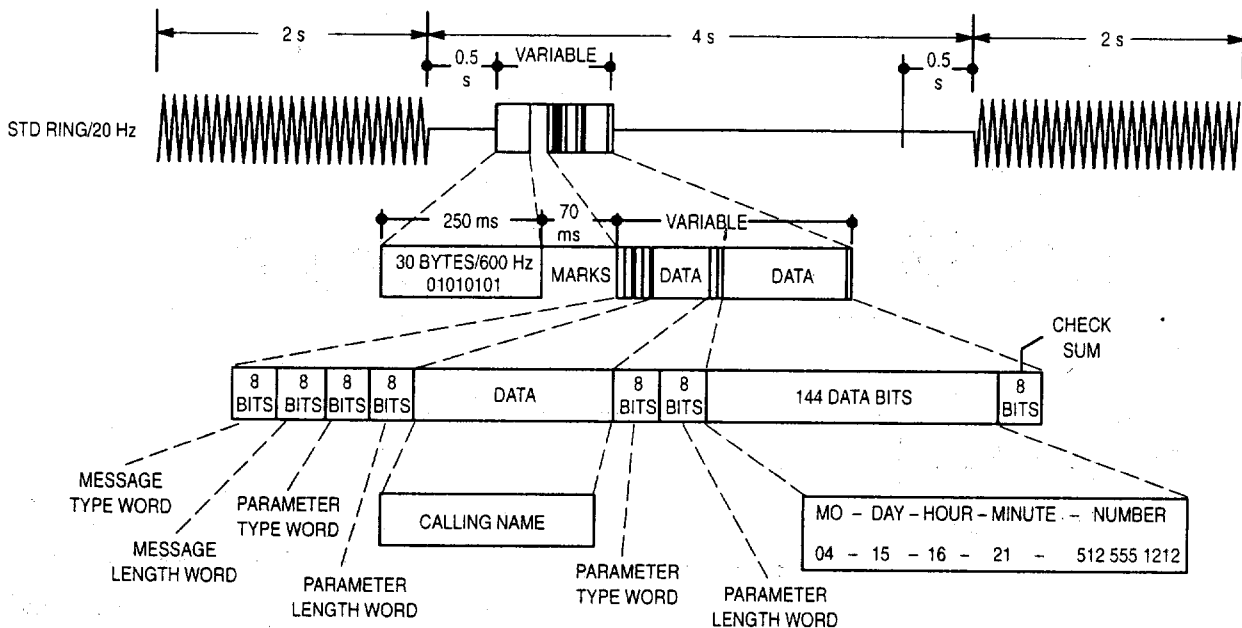 2 s
4 s
2 s
0.5
s
VARIABLE
0.5
s
STD RING/20 Hz
250 ms
70
ms
VARIABLE
30 BYTES/600 Hz
01010101
MARKS
DATA
DATA
CHECK
SUM
8
BITS
8
BITS
8
BITS
8
BITS
DATA
8
BITS
8
BITS
144 DATA BITS
8
BITS
MESSAGE
TYPE WORD
MESSAGE
LENGTH WORD
PARAMETER
TYPE WORD
PARAMETER
LENGTH WORD
CALLING NAME
PARAMETER
TYPE WORD
PARAMETER
LENGTH WORD
MO – DAY – HOUR – MINUTE – NUMBER
04 – 15 – 16 – 21 – 512 555 1212